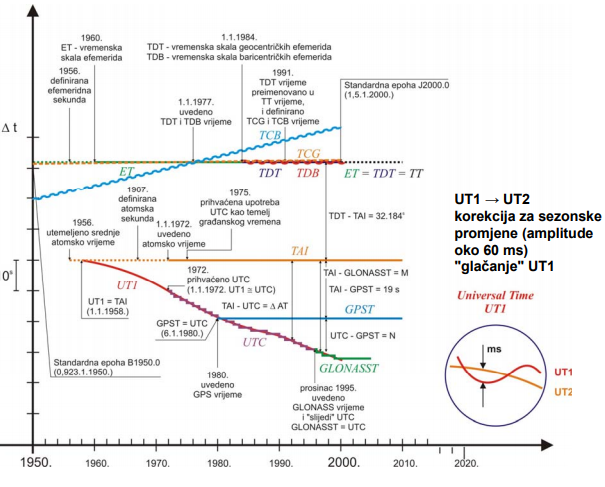 1960.
ET - vremenska
skala efemerida
1.1.1984.
TDT - vremenska skala geocentričkih efemerida
TDB - vremenska skala baricentričkih efemerida
1956.
definirana
efemeridna
sekunda
1991.
TDT vrijeme
preimenovano u
TT vrijeme,
i definirano
TCG i TCB vrijeme
Standardna epoha J2000.0
(1,5.1.2000.)
1.1.1977.
uvedeno
TDT i TDB vrijeme
Δ t
TCB
TCG
ET
TDT
TDB
ET = TDT = TT
1956.
utemeljeno srednje
atomsko vrijeme
1907.
definirana
atomska
sekunda
1.1.1972.
uvedeno
atomsko vrijeme
1975.
prihvaćena upotreba
UTC kao temelj
građanskog vremena
TDT - TAI = 32.184ˢ
TAI
10ˢ
UT1
1972.
prihvaćeno UTC
(1.1.1972. UT1 ≅ UTC)
TAI - GLONASST = M
TAI - GPST = 19 s
TAI - UTC = Δ AT
UT1 = TAI
(1.1.1958.)
GPST = UTC
(6.1.1980.)
GPST
UTC
UTC - GPST = N
GLONASST
Standardna epoha B1950.0
(0,923.1.1950.)
1980.
uvedeno
GPS vrijeme
prosinac 1995.
uvedeno
GLONASS vrijeme
i "slijedi" UTC
GLONASST = UTC
1950.
1960.
1970.
1980.
1990.
2000.
2010.
2020.
UT1 → UT2
korekcija za sezonske
promjene (amplitude
oko 60 ms)
"glačanje" UT1
Universal Time
UT1
ms
UT1
UT2